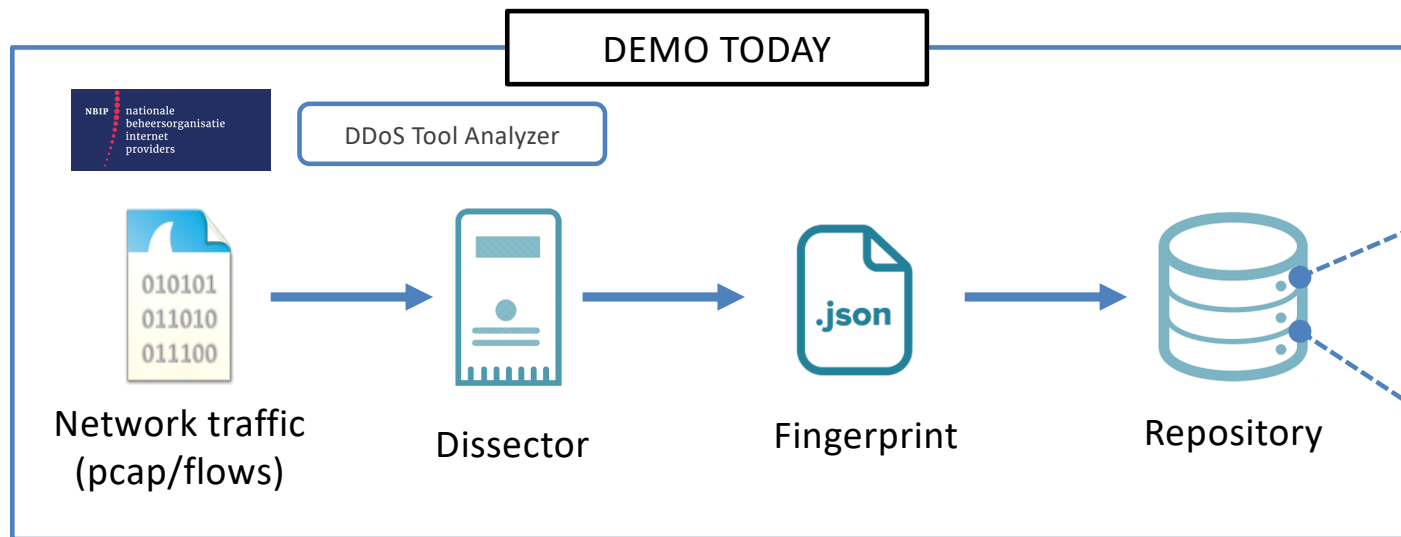 DEMO TODAY
NBIP
nationale
beheersorganisatie
internet
providers
DDoS Tool Analyzer
010101
011010
011100
.json
Network traffic
(pcap/flows)
Dissector
Fingerprint
Repository